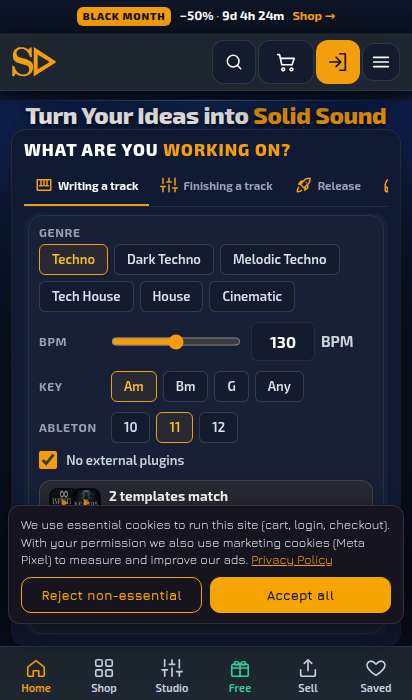 BLACK MONTH −50% · 9d 4h 24m Shop →
S
Turn Your Ideas into Solid Sound
WHAT ARE YOU WORKING ON?
Writing a track Finishing a track Release
GENRE
Techno Dark Techno Melodic Techno
Tech House House Cinematic
BPM 130 BPM
KEY Am Bm G Any
ABLETON 10 11 12
No external plugins
2 templates match
We use essential cookies to run this site (cart, login, checkout).
With your permission we also use marketing cookies (Meta
Pixel) to measure and improve our ads. Privacy Policy
Reject non-essential Accept all
Home Shop Studio Free Sell Saved